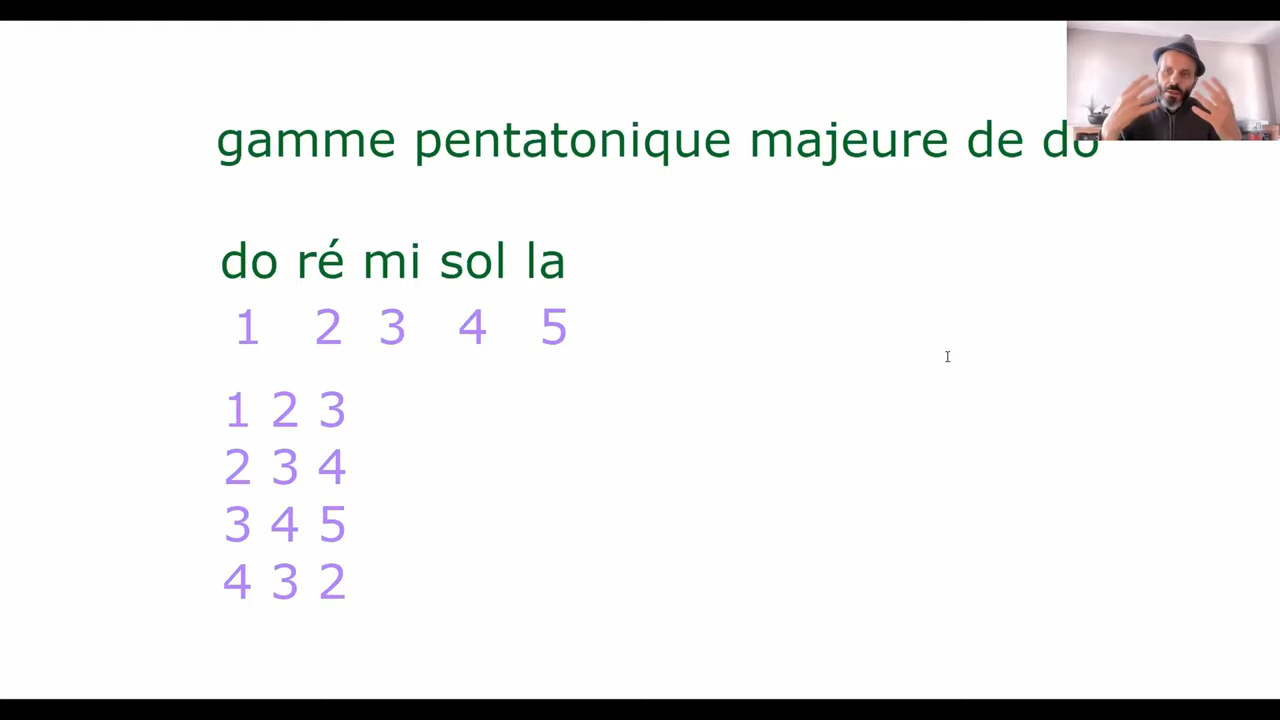 gamme pentatonique majeure de do
do ré mi sol la
1 2 3 4 5
1 2 3
2 3 4
3 4 5
4 3 2